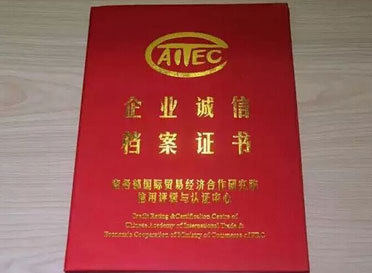 CAITEC
企业诚信
档案证书
商务部国际贸易经济合作研究院
信用评级与认证中心
Credit Rating &Certification Centre of
Chinese Academy of International Trade &
Economic Cooperation of Ministry of Commerce of P.R.C